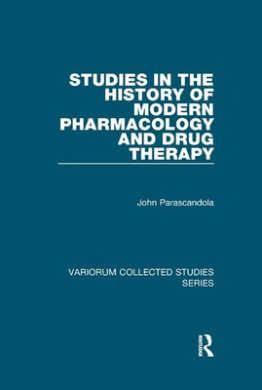 STUDIES IN THE
HISTORY OF
MODERN
PHARMACOLOGY
AND DRUG
THERAPY
John Parascandola
VARIORUM COLLECTED STUDIES
SERIES
ROUTLEDGE